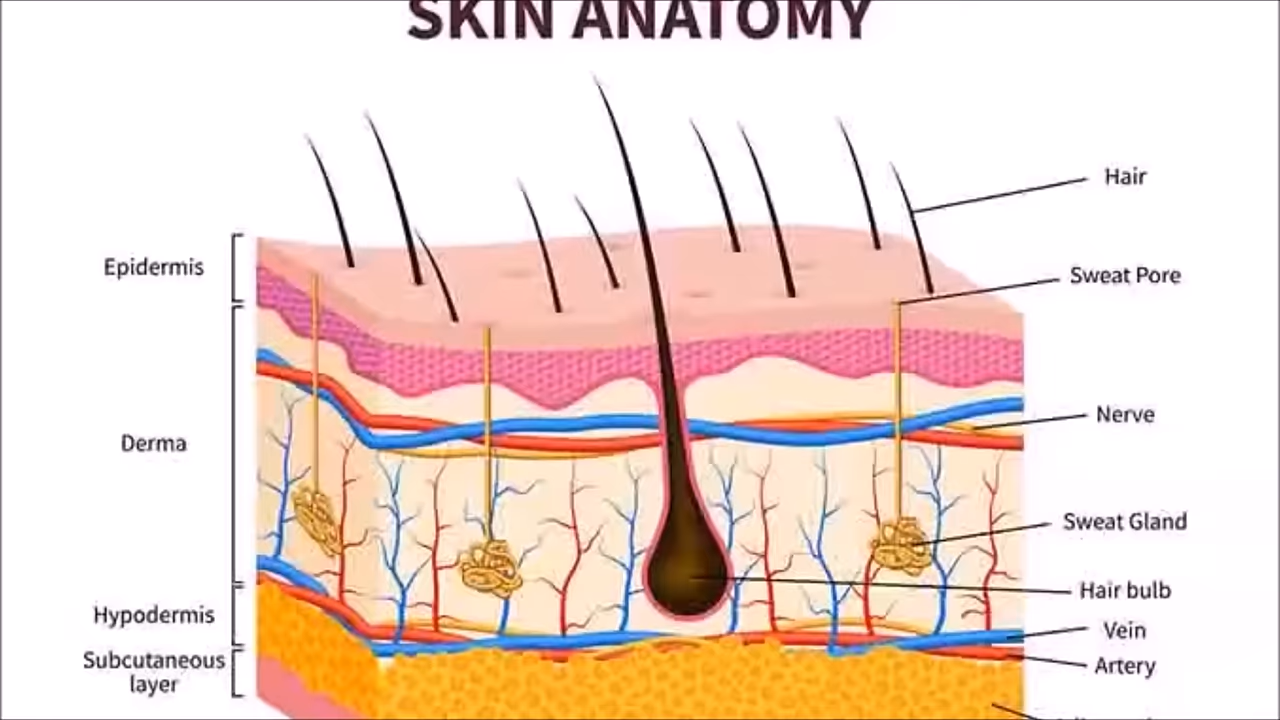 SKIN ANATOMY
Hair
Epidermis
Sweat Pore
Nerve
Derma
Sweat Gland
Hair bulb
Hypodermis
Vein
Subcutaneous
layer
Artery